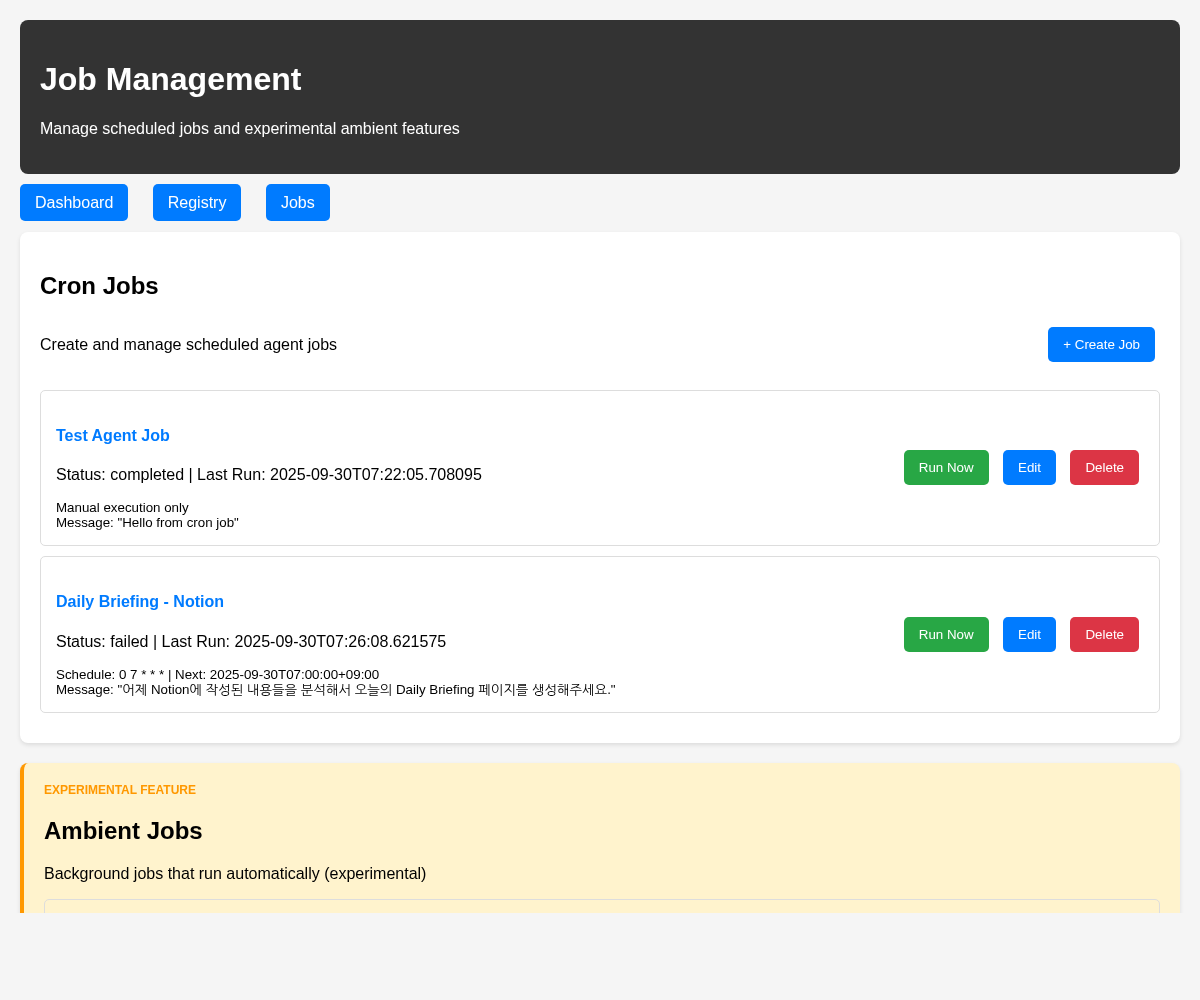 Job Management
Manage scheduled jobs and experimental ambient features
Dashboard Registry Jobs
Cron Jobs
Create and manage scheduled agent jobs
+ Create Job
Test Agent Job
Status: completed | Last Run: 2025-09-30T07:22:05.708095
Run Now Edit Delete
Manual execution only
Message: "Hello from cron job"
Daily Briefing - Notion
Status: failed | Last Run: 2025-09-30T07:26:08.621575
Run Now Edit Delete
Schedule: 0 7 * * * | Next: 2025-09-30T07:00:00+09:00
Message: "어제 Notion에 작성된 내용들을 분석해서 오늘의 Daily Briefing 페이지를 생성해주세요."
EXPERIMENTAL FEATURE
Ambient Jobs
Background jobs that run automatically (experimental)